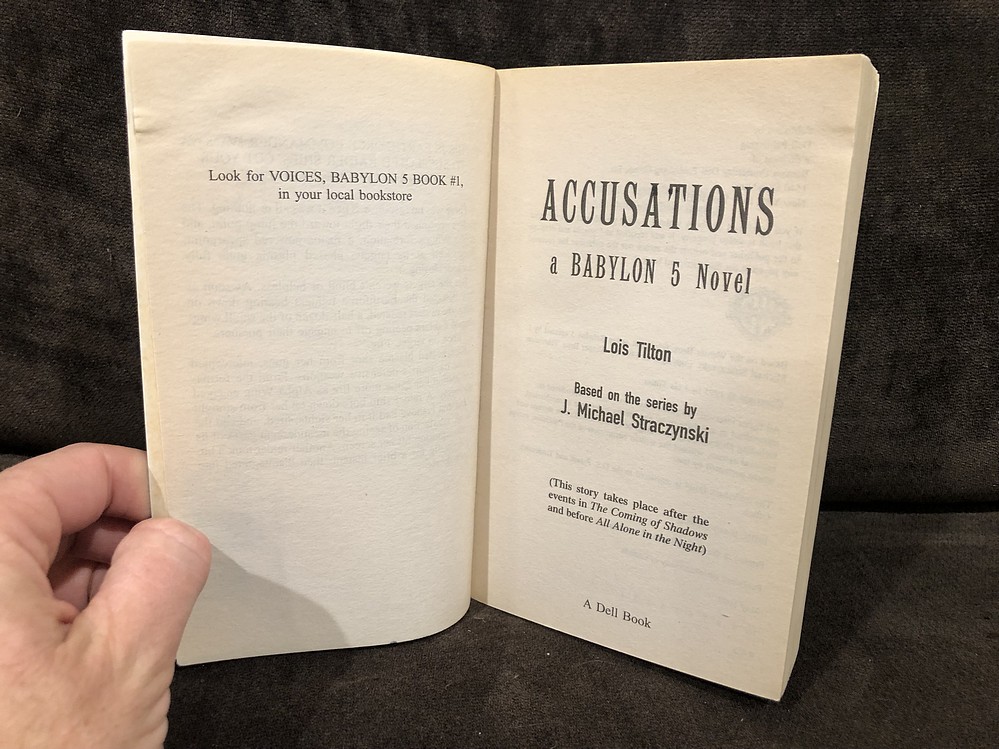 Look for VOICES, BABYLON 5 BOOK #1,
in your local bookstore
ACCUSATIONS
a BABYLON 5 Novel
Lois Tilton
Based on the series by
J. Michael Straczynski
(This story takes place after the
events in The Coming of Shadows
and before All Alone in the Night)
A Dell Book